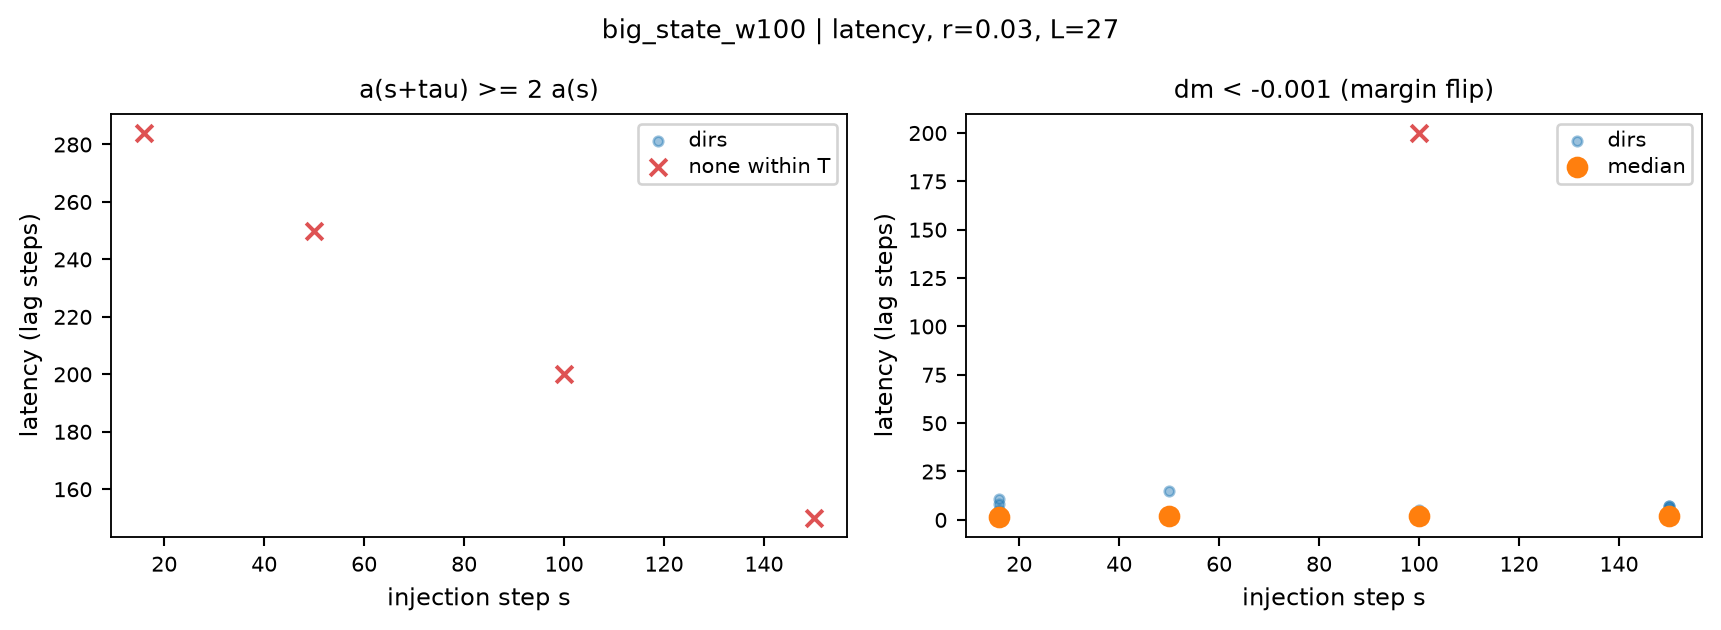 big_state_w100 | latency, r=0.03, L=27
a(s+tau) >= 2 a(s)
dirs
none within T
280
260
240
220
200
180
160
latency (lag steps)
20
40
60
80
100
120
140
injection step s
dm < -0.001 (margin flip)
dirs
median
200
175
150
125
100
75
50
25
0
latency (lag steps)
20
40
60
80
100
120
140
injection step s